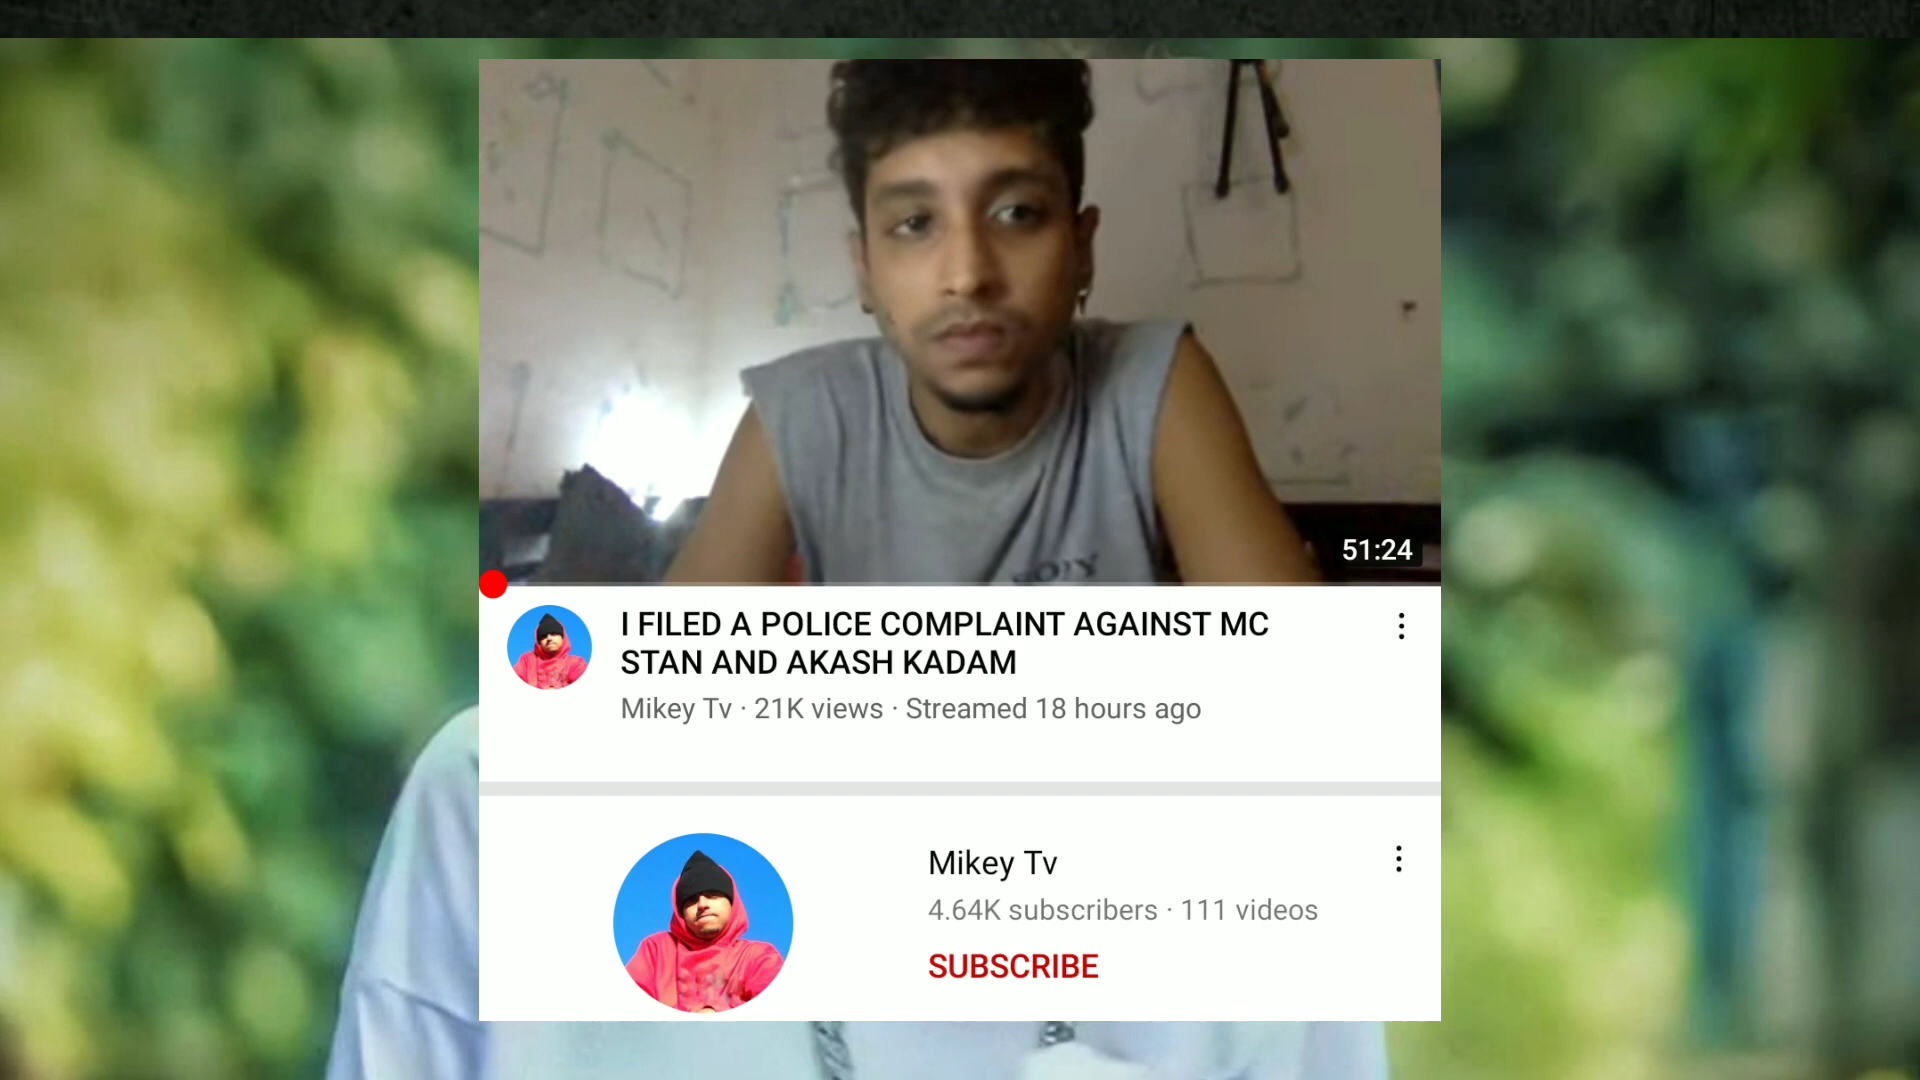 51:24
I FILED A POLICE COMPLAINT AGAINST MC
STAN AND AKASH KADAM
Mikey Tv · 21K views · Streamed 18 hours ago
Mikey Tv
4.64K subscribers · 111 videos
SUBSCRIBE